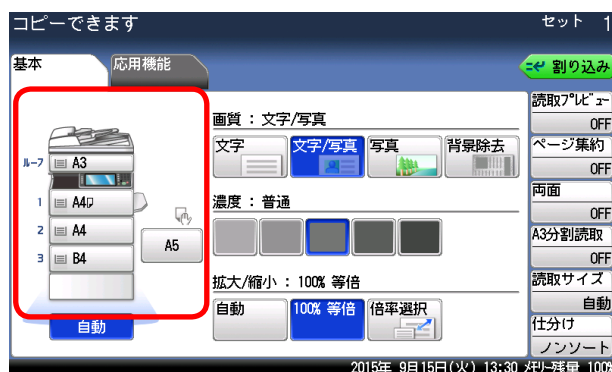 コピーできます
セット 1
基本
応用機能
割り込み
ループ A3
1 A4
2 A4
3 B4
A5
自動
画質 : 文字/写真
文字
文字/写真
写真
背景除去
濃度 : 普通
拡大/縮小 : 100% 等倍
自動
100% 等倍
倍率選択
読取プレビュー
OFF
ページ集約
OFF
両面
OFF
A3分割読取
OFF
読取サイズ
自動
仕分け
ノンソート
2015年 9月15日(火) 13:30 メモリー残量 100%